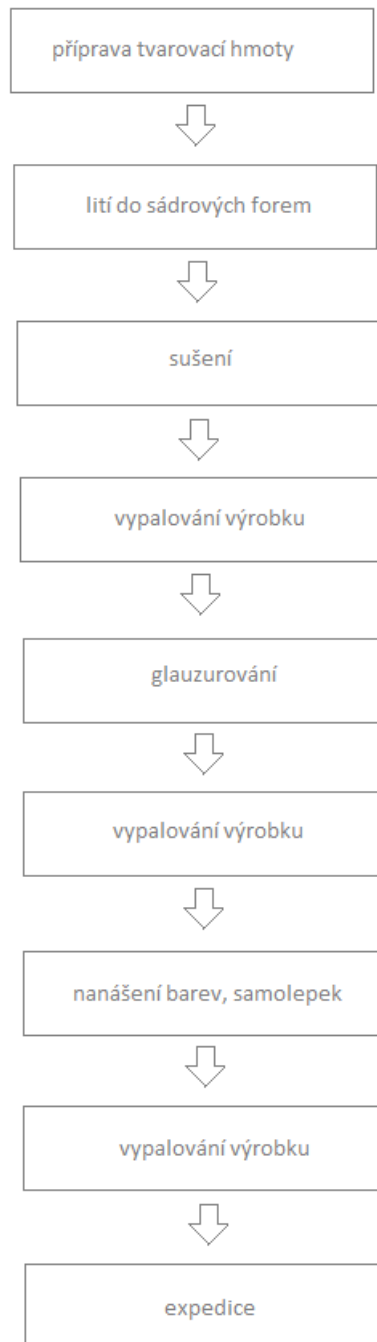 příprava tvarovací hmoty
lití do sádrových forem
sušení
vypalování výrobku
glauzurování
vypalování výrobku
nanášení barev, samolepek
vypalování výrobku
expedice